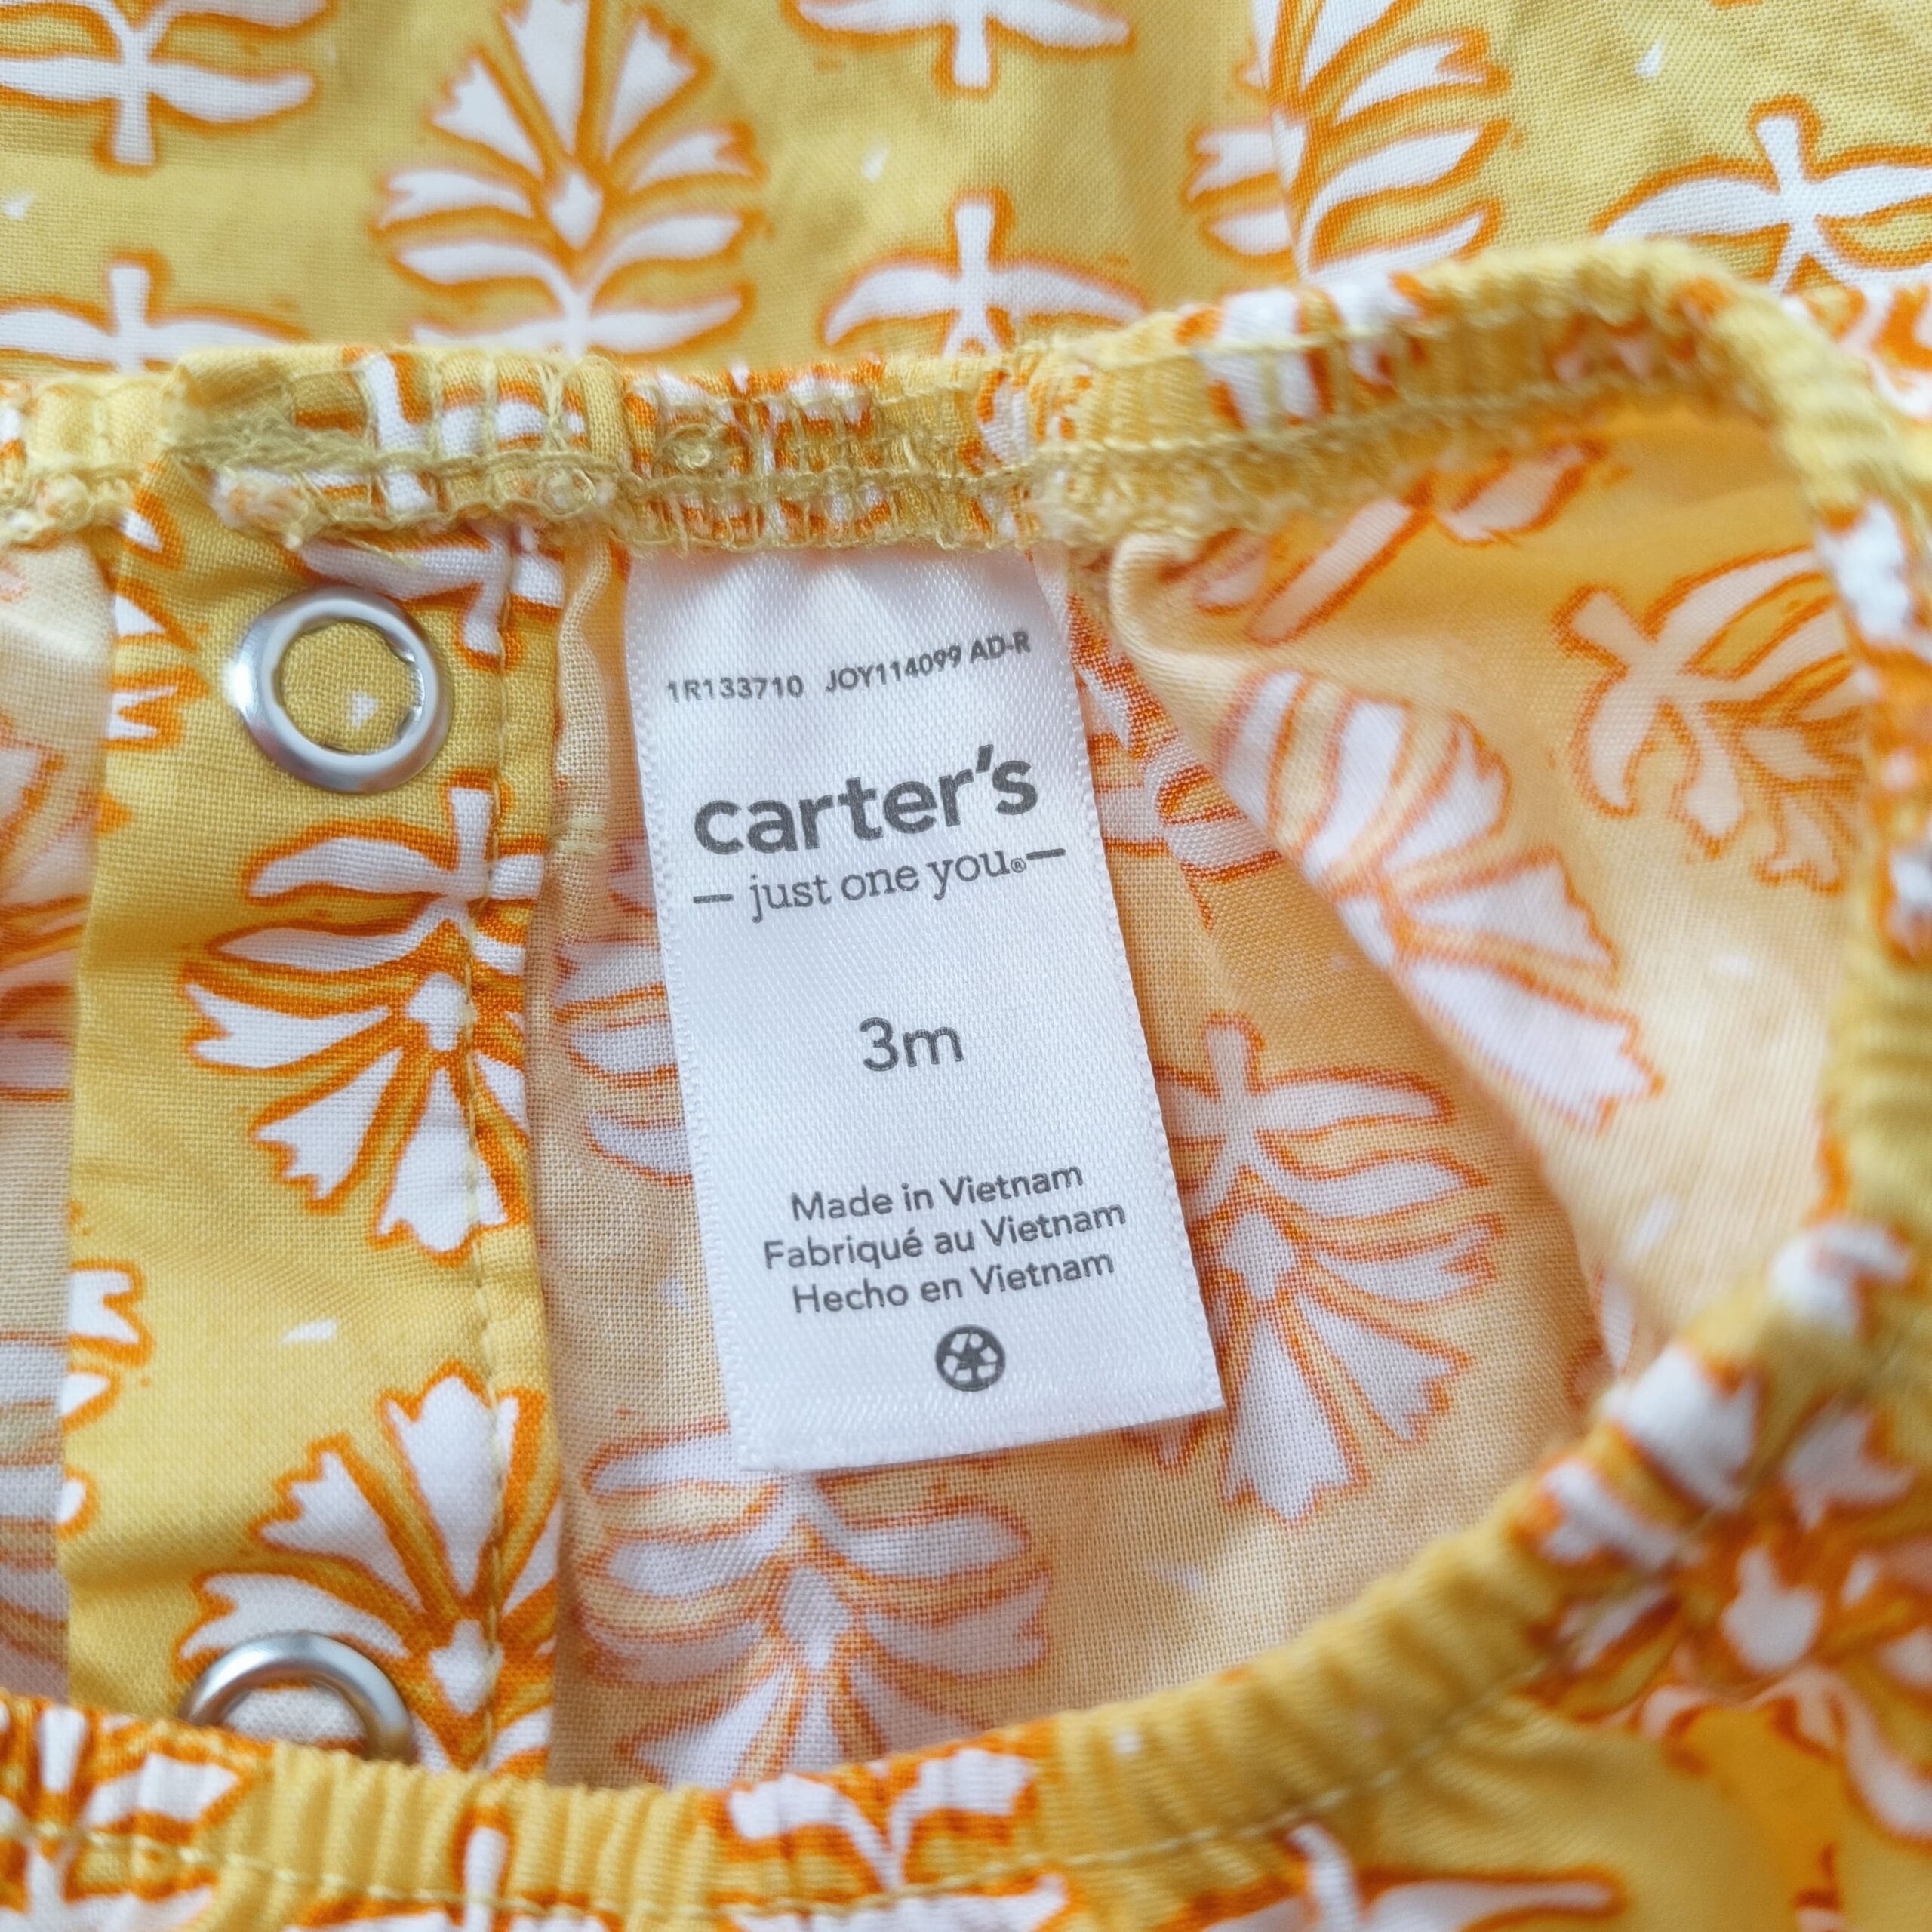 1R133710 JOY114099 AD-R
carter's
— just one you®—
3m
Made in Vietnam
Fabriqué au Vietnam
Hecho en Vietnam